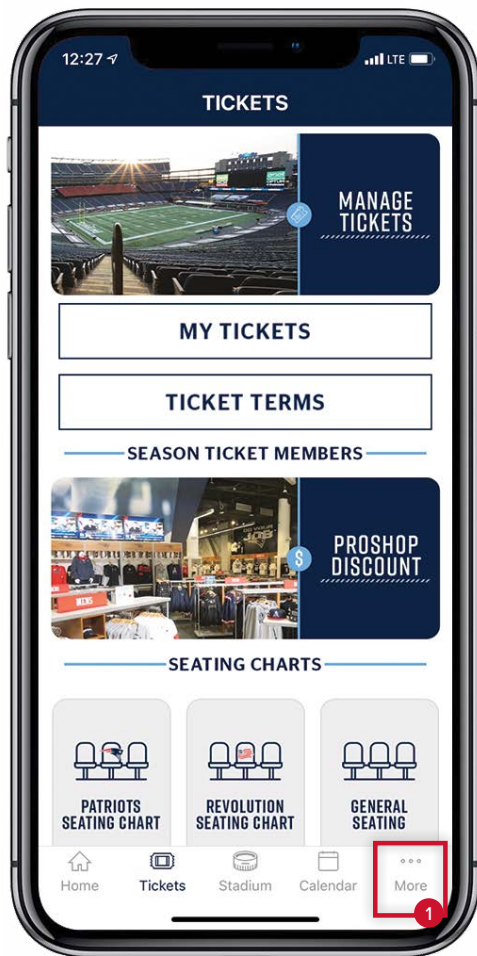 12:27
LTE
TICKETS
MANAGE
TICKETS
MY TICKETS
TICKET TERMS
SEASON TICKET MEMBERS
MENS
$
PROSHOP
DISCOUNT
SEATING CHARTS
PATRIOTS
SEATING CHART
REVOLUTION
SEATING CHART
GENERAL
SEATING
Home
Tickets
Stadium
Calendar
More
1